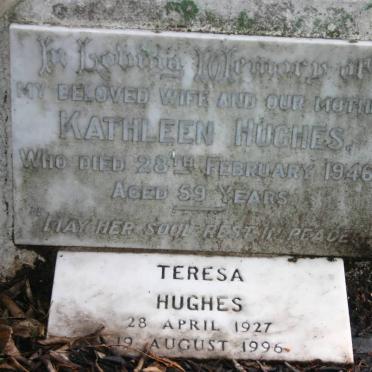 In Loving Memory of
MY BELOVED WIFE AND OUR MOTH
KATHLEEN HUGHES,
WHO DIED 28TH FEBRUARY 1946
AGED 59 YEARS
"MAY HER SOUL REST IN PEACE
TERESA
HUGHES
28 APRIL 1927
19 AUGUST 1996